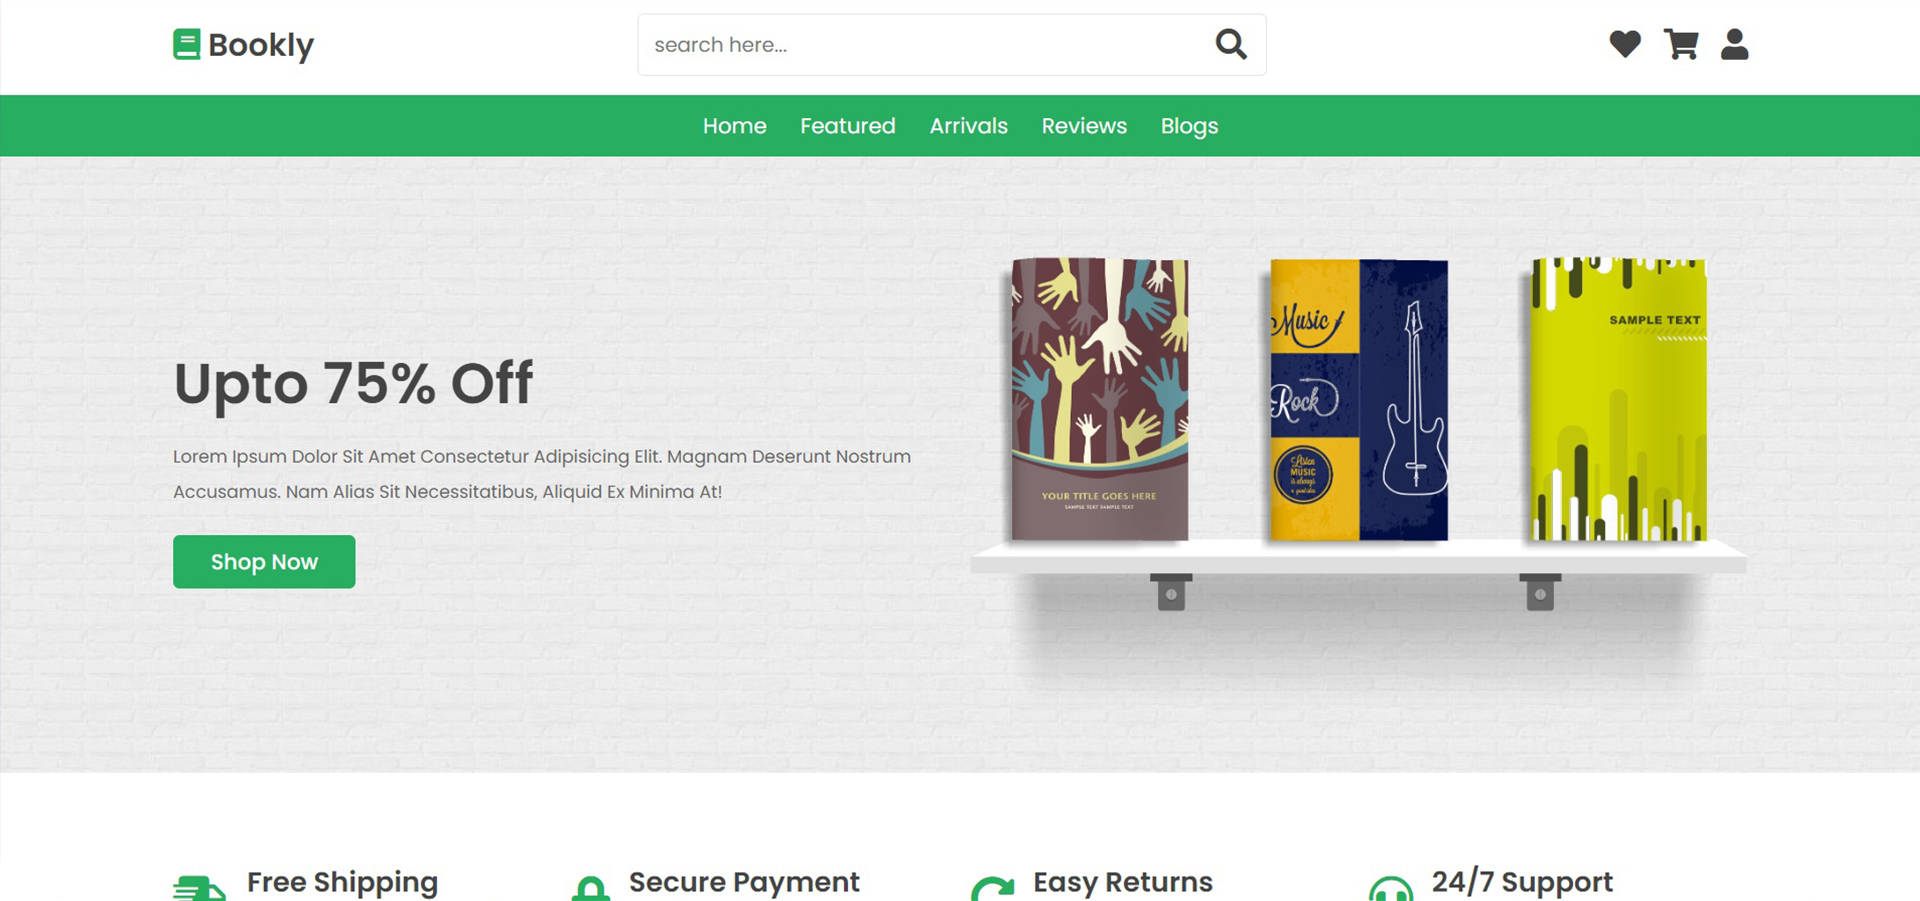 Bookly
search here...
Home Featured Arrivals Reviews Blogs
Upto 75% Off
Lorem Ipsum Dolor Sit Amet Consectetur Adipisicing Elit. Magnam Deserunt Nostrum
Accusamus. Nam Alias Sit Necessitatibus, Aliquid Ex Minima At!
Shop Now
YOUR TITLE GOES HERE
SAMPLE TEXT SAMPLE TEXT
Music
Rock
Listen
MUSIC
is always
SAMPLE TEXT
Free Shipping
Secure Payment
Easy Returns
24/7 Support